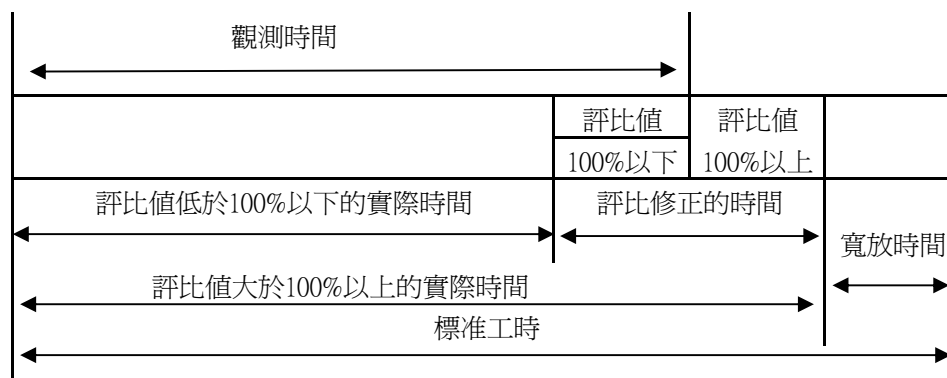 觀測時間
評比值
100%以下
評比值
100%以上
評比值低於100%以下的實際時間
評比修正的時間
寬放時間
評比值大於100%以上的實際時間
標准工時